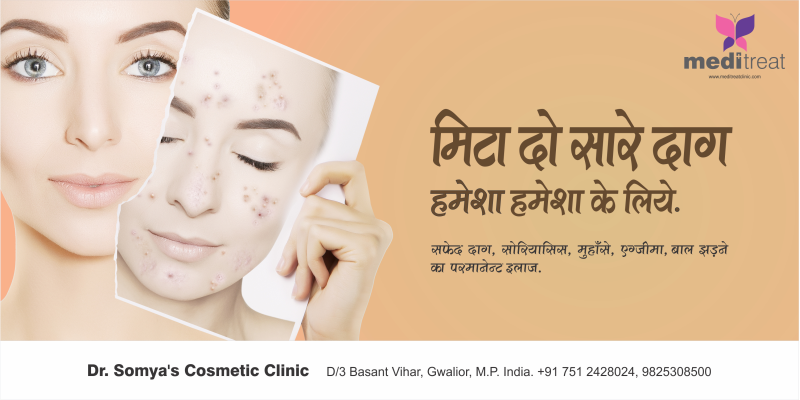 meditreat
www.meditreatclinic.com
मिटा दो सारे दाग
हमेशा हमेशा के लिये.
सफेद दाग, सोरियासिस, मुहाँसे, एग्जीमा, बाल झड़ने
का परमानेन्ट इलाज.
Dr. Somya's Cosmetic Clinic D/3 Basant Vihar, Gwalior, M.P. India. +91 751 2428024, 9825308500